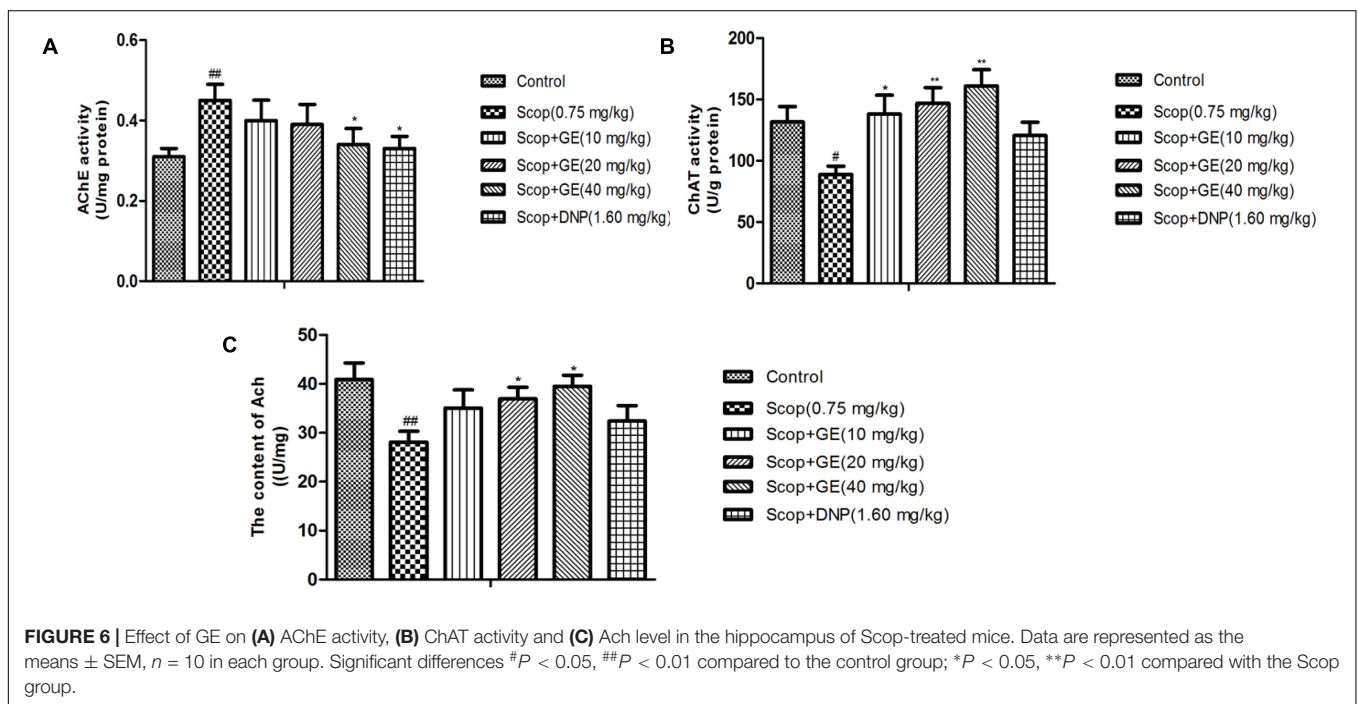 A
0.6
0.4
0.2
0.0
AChE activity
(U/mg protein)
##
*
*
Control
Scop(0.75 mg/kg)
Scop+GE(10 mg/kg)
Scop+GE(20 mg/kg)
Scop+GE(40 mg/kg)
Scop+DNP(1.60 mg/kg)
B
200
150
100
50
0
ChAT activity
(U/g protein)
#
*
**
**
Control
Scop(0.75 mg/kg)
Scop+GE(10 mg/kg)
Scop+GE(20 mg/kg)
Scop+GE(40 mg/kg)
Scop+DNP(1.60 mg/kg)
C
50
40
30
20
10
0
The content of Ach
((U/mg)
##
*
*
Control
Scop(0.75 mg/kg)
Scop+GE(10 mg/kg)
Scop+GE(20 mg/kg)
Scop+GE(40 mg/kg)
Scop+DNP(1.60 mg/kg)
FIGURE 6 | Effect of GE on (A) AChE activity, (B) ChAT activity and (C) Ach level in the hippocampus of Scop-treated mice. Data are represented as the
means ± SEM, n = 10 in each group. Significant differences #P < 0.05, ##P < 0.01 compared to the control group; *P < 0.05, **P < 0.01 compared with the Scop
group.